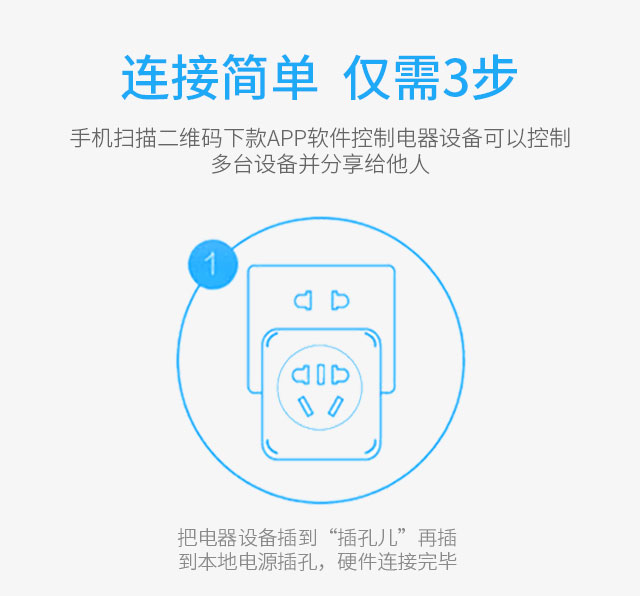 连接简单 仅需3步
手机扫描二维码下款APP软件控制电器设备可以控制
多台设备并分享给他人
1
把电器设备插到“插孔儿”再插
到本地电源插孔，硬件连接完毕